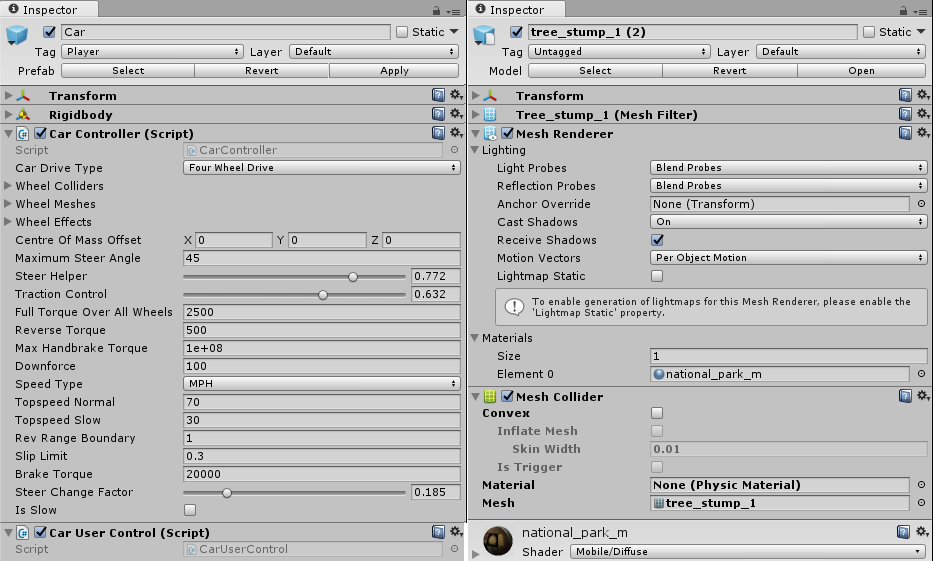 Inspector
Car
Static
Tag Player Layer Default
Prefab Select Revert Apply
Transform
Rigidbody
Car Controller (Script)
Script CarController
Car Drive Type Four Wheel Drive
Wheel Colliders
Wheel Meshes
Wheel Effects
Centre Of Mass Offset X 0 Y 0 Z 0
Maximum Steer Angle 45
Steer Helper 0.772
Traction Control 0.632
Full Torque Over All Wheels 2500
Reverse Torque 500
Max Handbrake Torque 1e+08
Downforce 100
Speed Type MPH
Topspeed Normal 70
Topspeed Slow 30
Rev Range Boundary 1
Slip Limit 0.3
Brake Torque 20000
Steer Change Factor 0.185
Is Slow
Car User Control (Script)
Script CarUserControl
Inspector
tree_stump_1 (2)
Static
Tag Untagged Layer Default
Model Select Revert Open
Transform
Tree_stump_1 (Mesh Filter)
Mesh Renderer
Lighting
Light Probes Blend Probes
Reflection Probes Blend Probes
Anchor Override None (Transform)
Cast Shadows On
Receive Shadows
Motion Vectors Per Object Motion
Lightmap Static
To enable generation of lightmaps for this Mesh Renderer, please enable the
'Lightmap Static' property.
Materials
Size 1
Element 0 national_park_m
Mesh Collider
Convex
Inflate Mesh
Skin Width 0.01
Is Trigger
Material None (Physic Material)
Mesh tree_stump_1
national_park_m
Shader Mobile/Diffuse